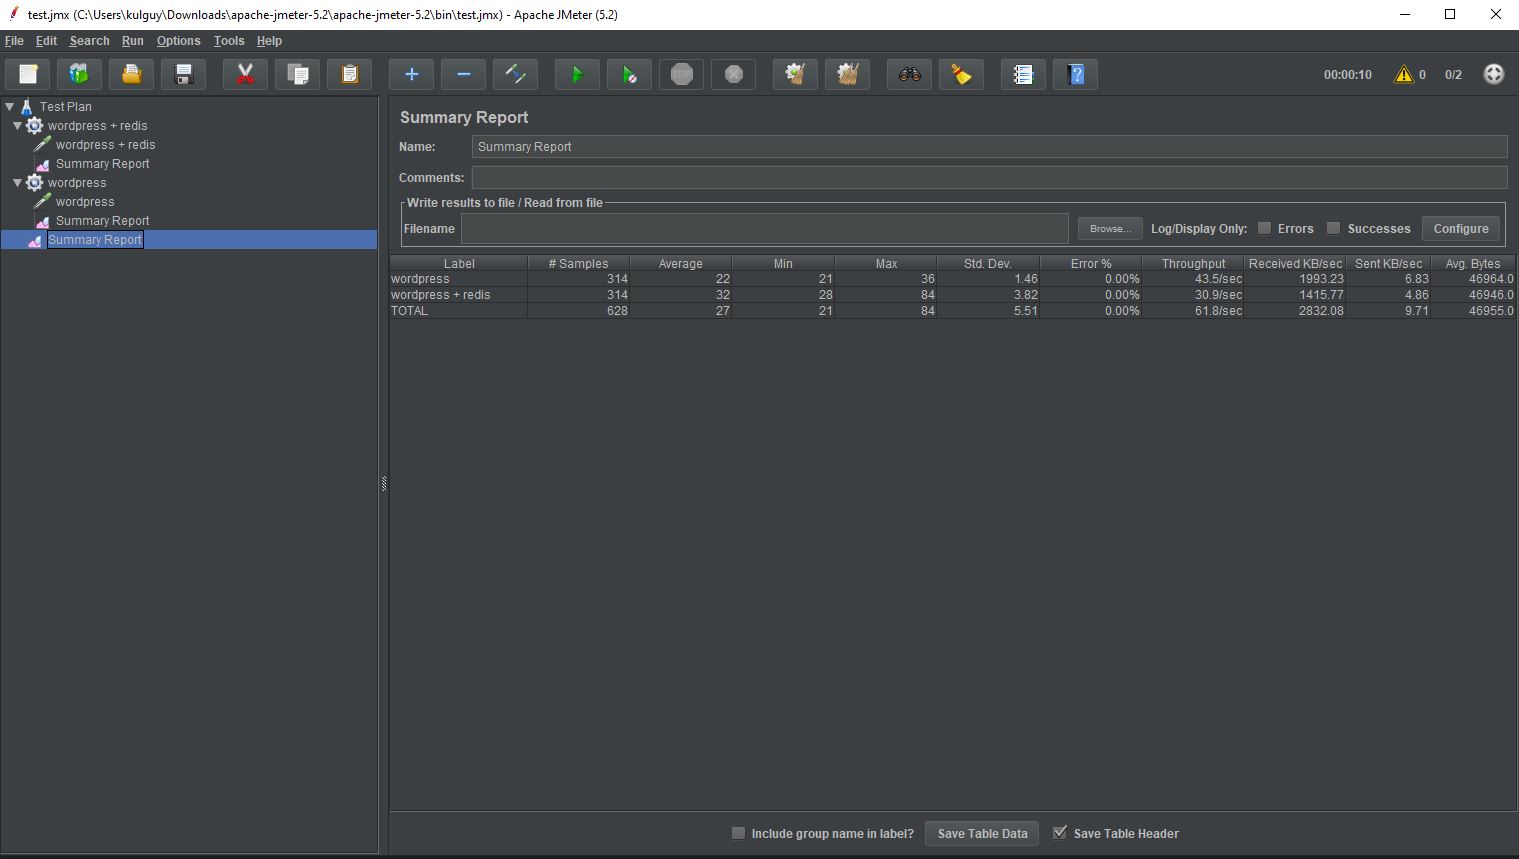 test.jmx (C:\Users\kulguy\Downloads\apache-jmeter-5.2\apache-jmeter-5.2\bin\test.jmx) - Apache JMeter (5.2)
File Edit Search Run Options Tools Help
STOP 00:00:10 0 0/2
Test Plan
wordpress + redis
wordpress + redis
Summary Report
wordpress
wordpress
Summary Report
Summary Report
Summary Report
Name: Summary Report
Comments:
Write results to file / Read from file
Filename Browse... Log/Display Only: Errors Successes Configure
Label # Samples Average Min Max Std. Dev. Error % Throughput Received KB/sec Sent KB/sec Avg. Bytes
wordpress 314 22 21 36 1.46 0.00% 43.5/sec 1993.23 6.83 46964.0
wordpress + redis 314 32 28 84 3.82 0.00% 30.9/sec 1415.77 4.86 46946.0
TOTAL 628 27 21 84 5.51 0.00% 61.8/sec 2832.08 9.71 46955.0
Include group name in label? Save Table Data Save Table Header